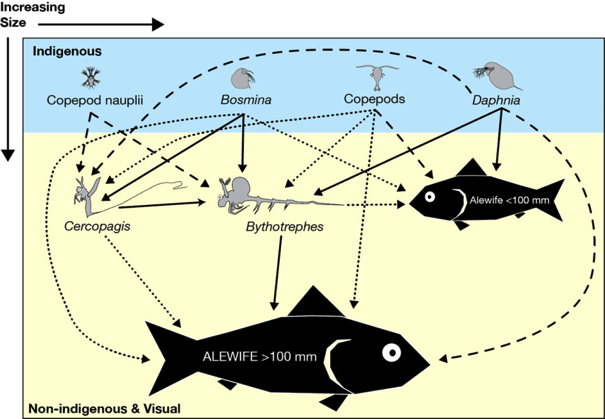 Increasing
Size
Indigenous
Copepod nauplii
Bosmina
Copepods
Daphnia
Alewife <100 mm
Cercopagis
Bythotrephes
ALEWIFE >100 mm
Non-indigenous & Visual